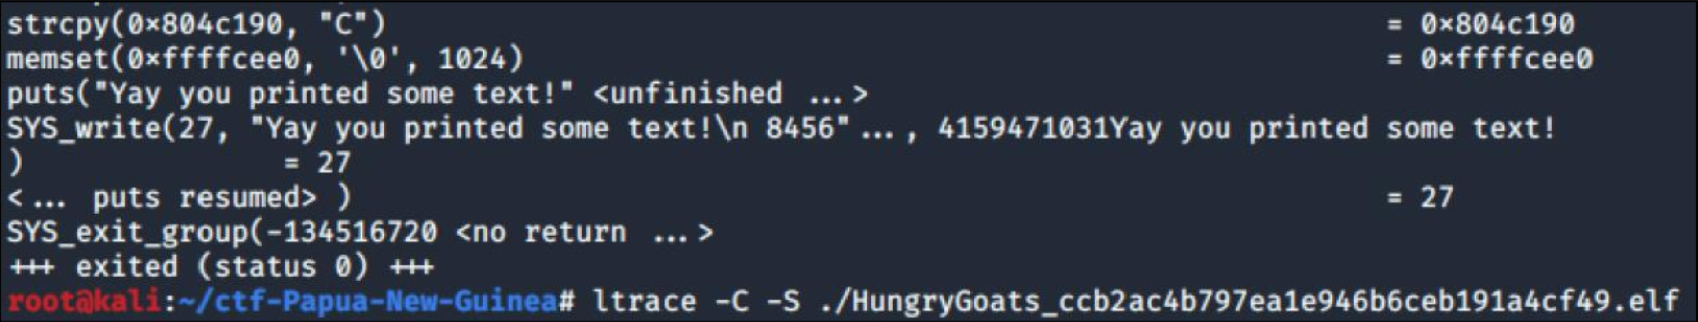 strcpy(0×804c190, "C") = 0×804c190
memset(0×ffffcee0, '\0', 1024) = 0×ffffcee0
puts("Yay you printed some text!" <unfinished ...>
SYS_write(27, "Yay you printed some text!\n 8456"..., 4159471031Yay you printed some text!
) = 27
<... puts resumed> ) = 27
SYS_exit_group(-134516720 <no return ...>
+++ exited (status 0) +++
root@kali:~/ctf-Papua-New-Guinea# ltrace -C -S ./HungryGoats_ccb2ac4b797ea1e946b6ceb191a4cf49.elf